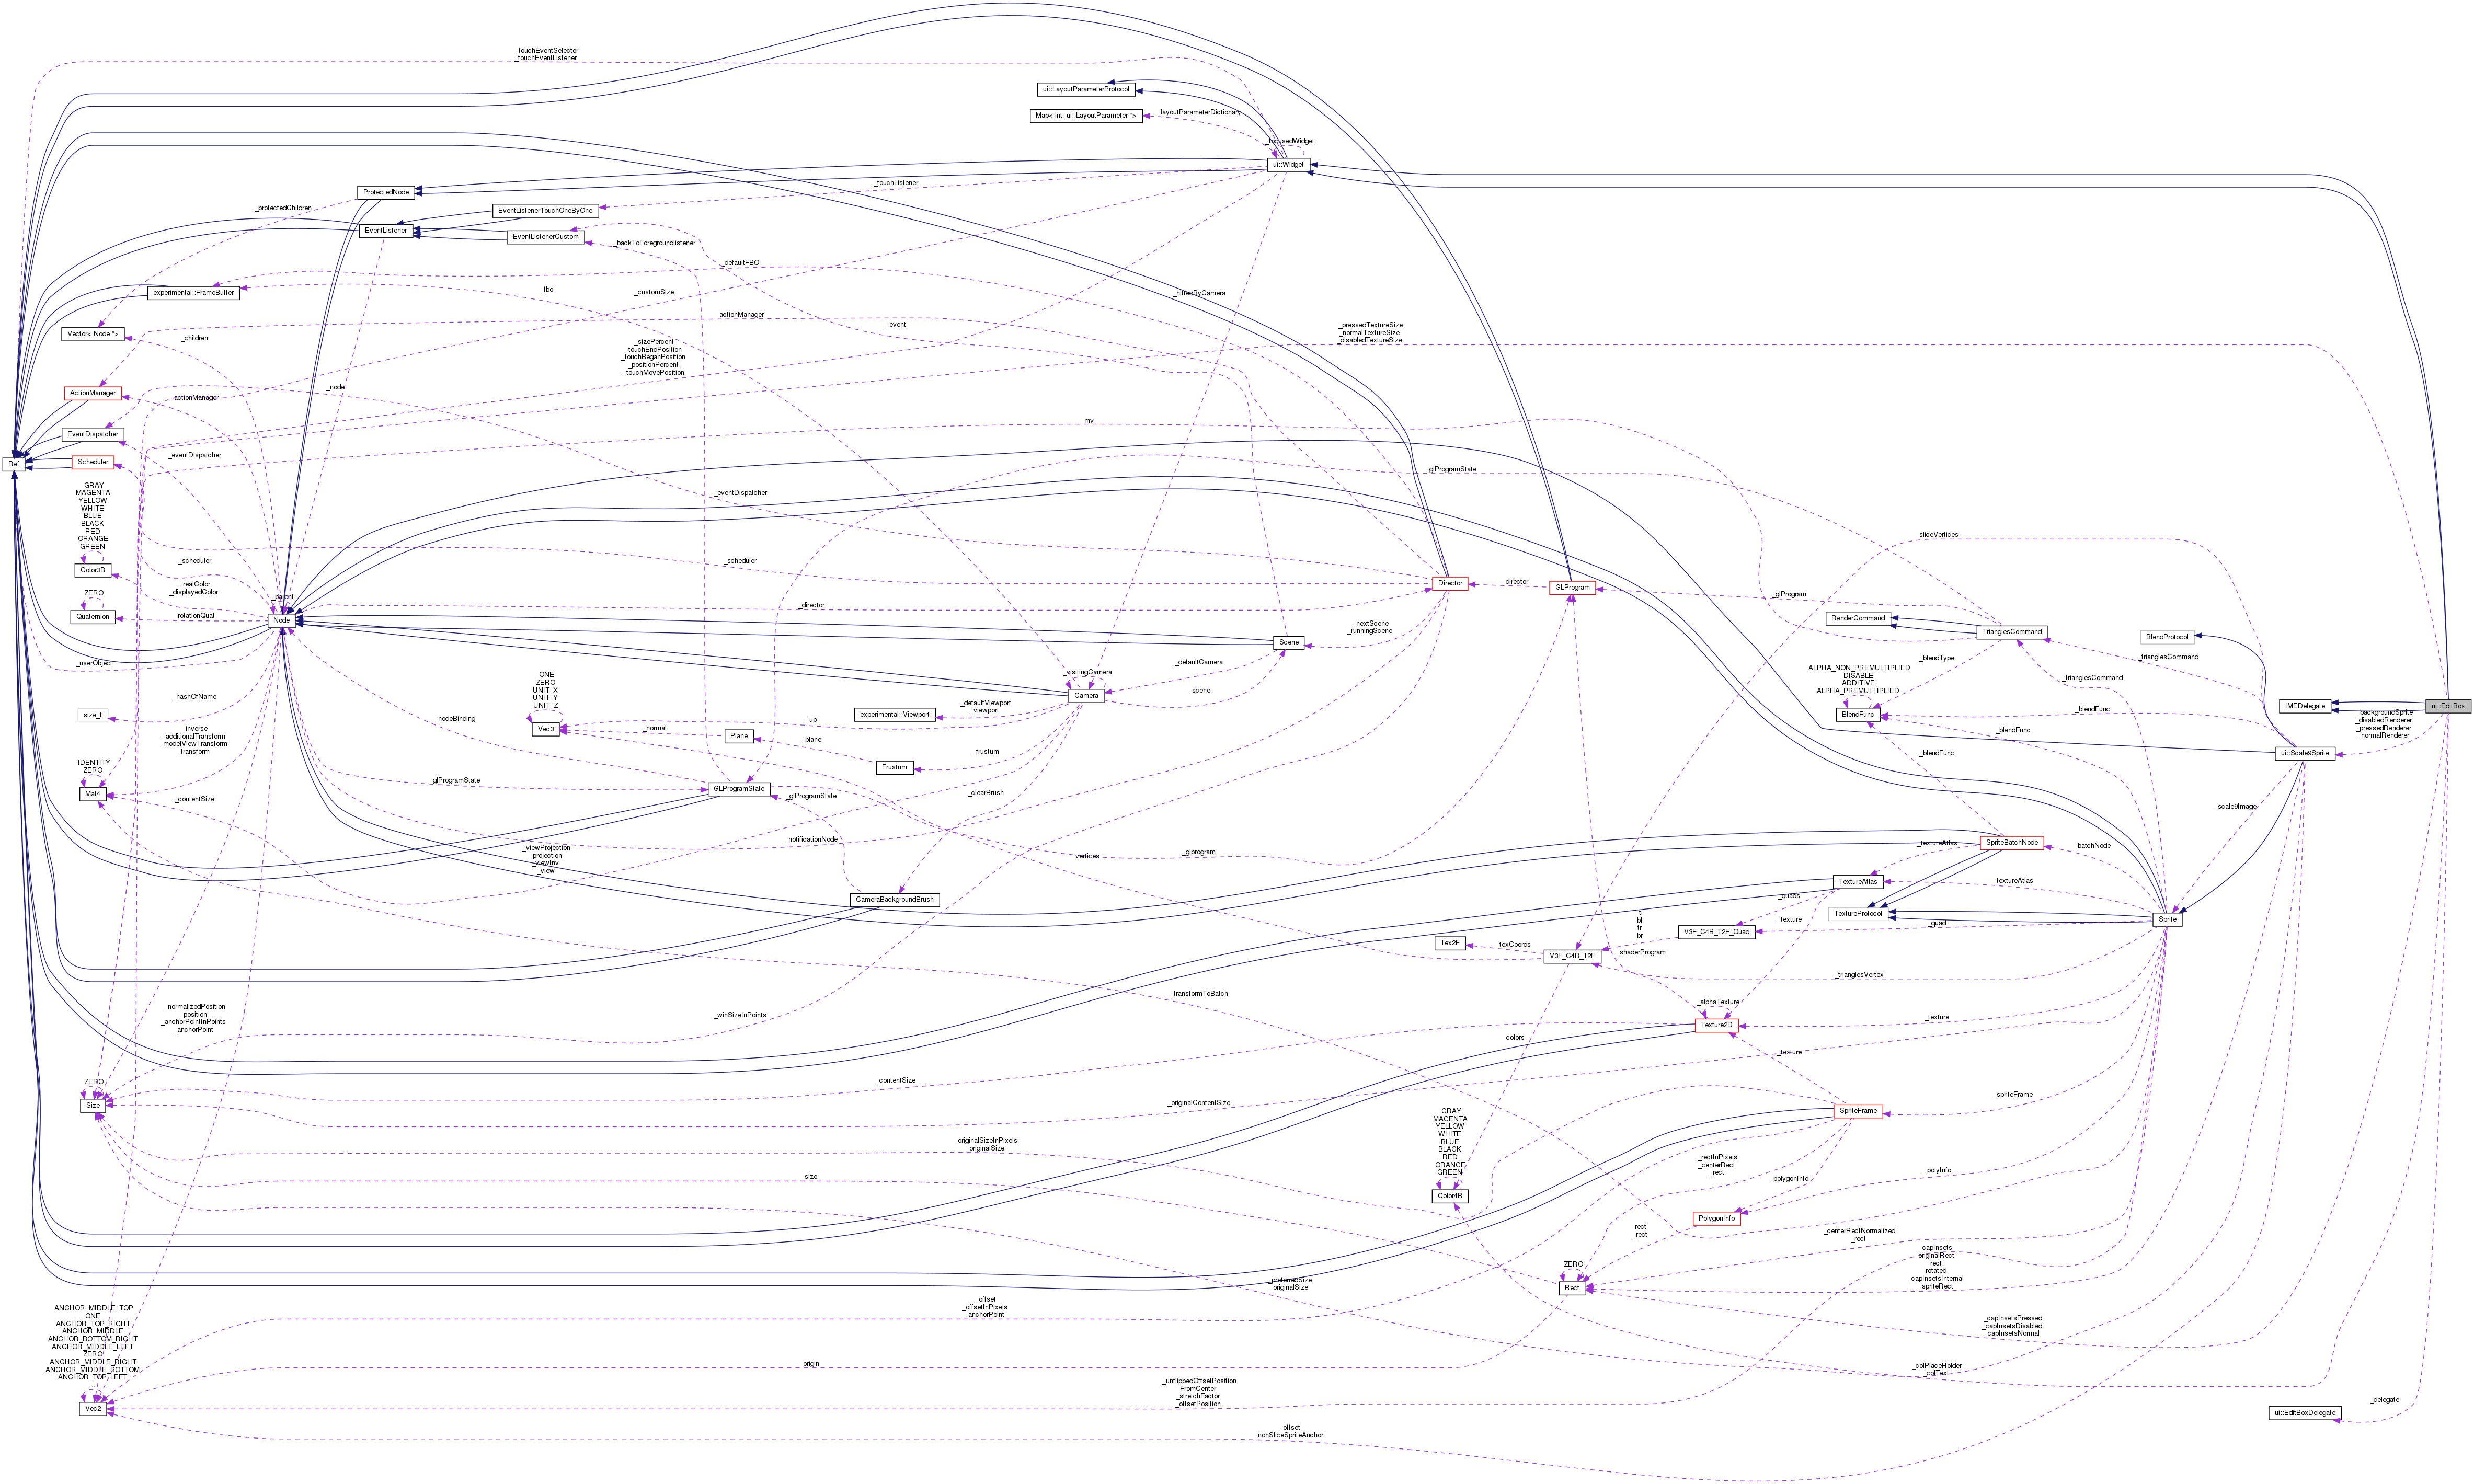 _touchEventSelector
_touchEventListener
ui::LayoutParameterProtocol
Map< int, ui::LayoutParameter *>
layoutParameterDictionary
_focusedWidget
ui::Widget
ProtectedNode
_touchListener
_protectedChildren
EventListenerTouchOneByOne
EventListener
EventListenerCustom
_backToForegroundlistener
_defaultFBO
experimental::FrameBuffer
_fbo
_customSize
_hittedByCamera
Vector< Node *>
_children
_actionManager
_event
_pressedTextureSize
_normalTextureSize
_disabledTextureSize
_sizePercent
_touchEndPosition
_touchBeganPosition
_positionPercent
_touchMovePosition
ActionManager
_node
_actionManager
EventDispatcher
_mv
_eventDispatcher
Ref
Scheduler
_glProgramState
GRAY
MAGENTA
YELLOW
WHITE
BLUE
BLACK
RED
ORANGE
GREEN
_eventDispatcher
sliceVertices
Color3B
_scheduler
_scheduler
_realColor
_displayedColor
Director
_director
GLProgram
_glProgram
ZERO
Quaternion
_rotationQuat
_parent
Node
_director
_nextScene
_runningScene
RenderCommand
TrianglesCommand
BlendProtocol
Scene
_userObject
_defaultCamera
_visitingCamera
_blendType
_trianglesCommand
ALPHA_NON_PREMULTIPLIED
DISABLE
ADDITIVE
ALPHA_PREMULTIPLIED
_trianglesCommand
ONE
ZERO
UNIT_X
UNIT_Y
UNIT_Z
_hashOfName
Camera
_scene
size_t
experimental::Viewport
_defaultViewport
_viewport
BlendFunc
_blendFunc
IMEDelegate
ui::EditBox
_backgroundSprite
_disabledRenderer
_pressedRenderer
_normalRenderer
_nodeBinding
Vec3
_normal
_up
Plane
_plane
_frustum
_blendFunc
_blendFunc
_inverse
_additionalTransform
_modelViewTransform
_transform
ui::Scale9Sprite
Frustum
IDENTITY
ZERO
Mat4
_contentSize
_glProgramState
GLProgramState
_glProgramState
_clearBrush
_scale9Image
_notificationNode
SpriteBatchNode
_batchNode
_viewProjection
_projection
_viewInv
_view
vertices
_glprogram
_textureAtlas
_textureAtlas
TextureAtlas
CameraBackgroundBrush
_quads
_texture
TextureProtocol
Sprite
_quad
tl
bl
tr
br
V3F_C4B_T2F_Quad
Tex2F
texCoords
V3F_C4B_T2F
_shaderProgram
_trianglesVertex
_transformToBatch
_normalizedPosition
_position
_anchorPointInPoints
_anchorPoint
_winSizeInPoints
_alphaTexture
Texture2D
_texture
colors
_texture
ZERO
Size
_contentSize
_originalContentSize
_spriteFrame
SpriteFrame
GRAY
MAGENTA
YELLOW
WHITE
BLUE
BLACK
RED
ORANGE
GREEN
Color4B
_originalSizeInPixels
_originalSize
_rectInPixels
_centerRect
_rect
_polygonInfo
_polyInfo
size
PolygonInfo
rect
_rect
_centerRectNormalized
_rect
capInsets
originalRect
rect
rotated
_capInsetsInternal
_spriteRect
ZERO
Rect
_preferredSize
_originalSize
_offset
_offsetInPixels
_anchorPoint
ANCHOR_MIDDLE_TOP
ONE
ANCHOR_TOP_RIGHT
ANCHOR_MIDDLE
ANCHOR_BOTTOM_RIGHT
ANCHOR_MIDDLE_LEFT
ZERO
ANCHOR_MIDDLE_RIGHT
ANCHOR_MIDDLE_BOTTOM
ANCHOR_TOP_LEFT
...
_capInsetsPressed
_capInsetsDisabled
_capInsetsNormal
origin
_colPlaceHolder
_colText
_unflippedOffsetPosition
FromCenter
_stretchFactor
_offsetPosition
_delegate
Vec2
ui::EditBoxDelegate
_offset
_nonSliceSpriteAnchor